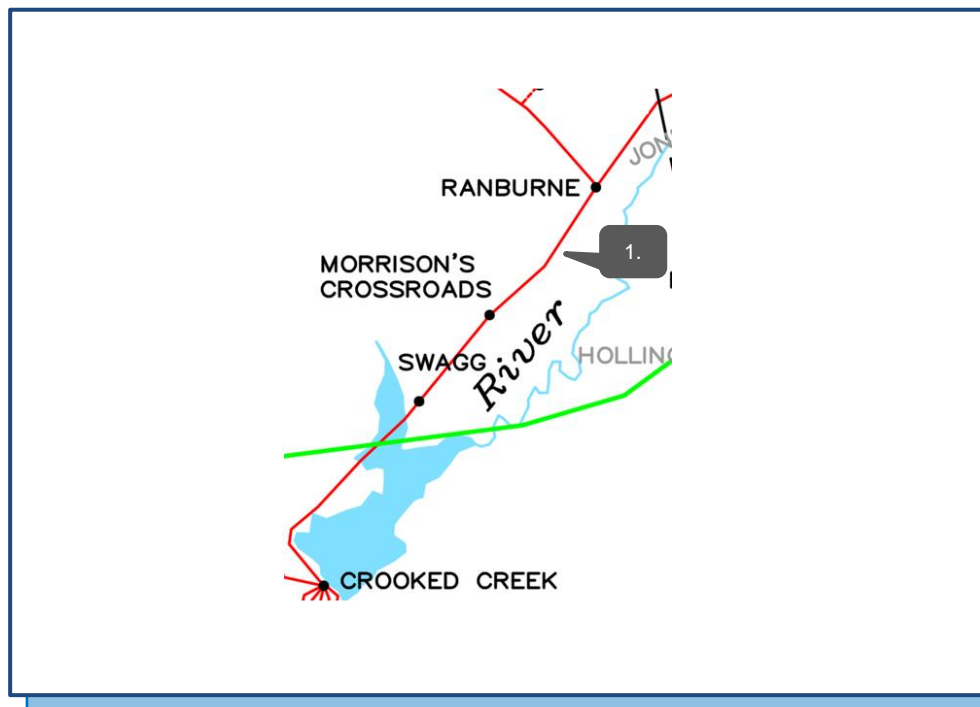 RANBURNE
1.
MORRISON'S
CROSSROADS
SWAGG
River
CROOKED CREEK